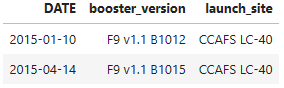 DATE booster_version launch_site
2015-01-10 F9 v1.1 B1012 CCAFS LC-40
2015-04-14 F9 v1.1 B1015 CCAFS LC-40